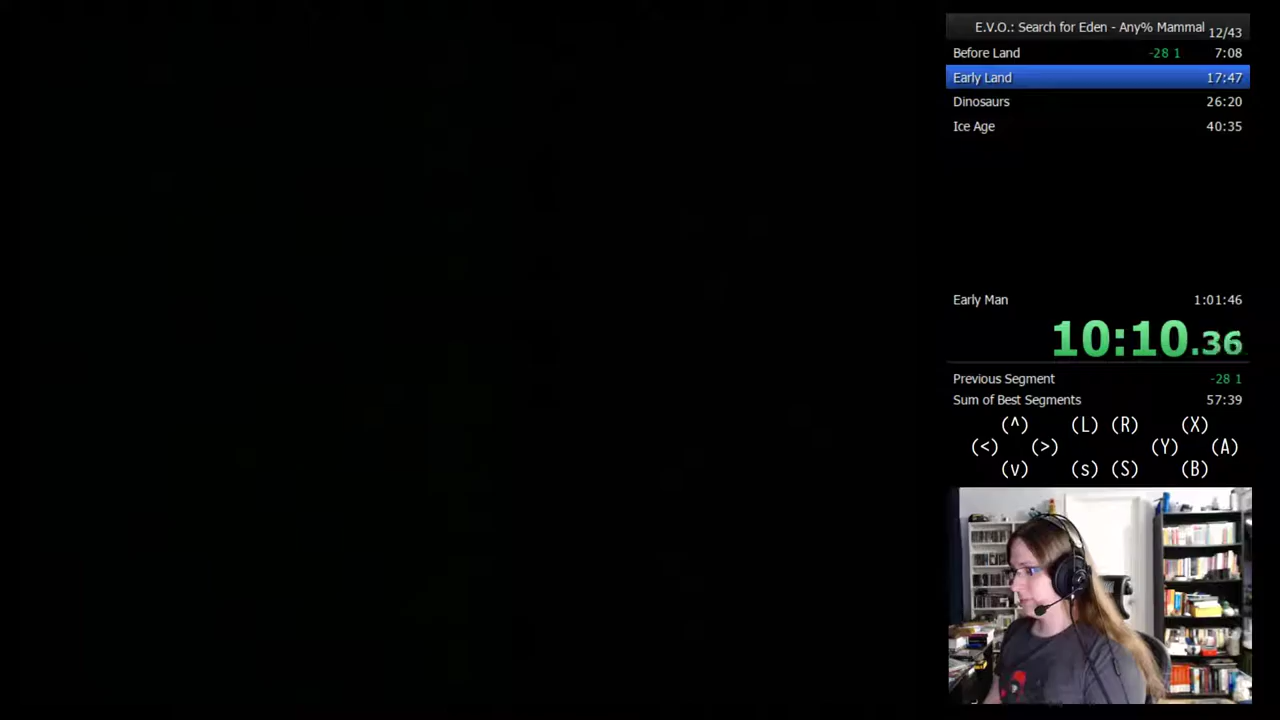 E.V.O.: Search for Eden - Any% Mammal 12/43
Before Land -28 1 7:08
Early Land 17:47
Dinosaurs 26:20
Ice Age 40:35
Early Man 1:01:46
10:10.36
Previous Segment -28 1
Sum of Best Segments 57:39
(^) (L) (R) (X)
(<) (>) (Y) (A)
(v) (s) (S) (B)